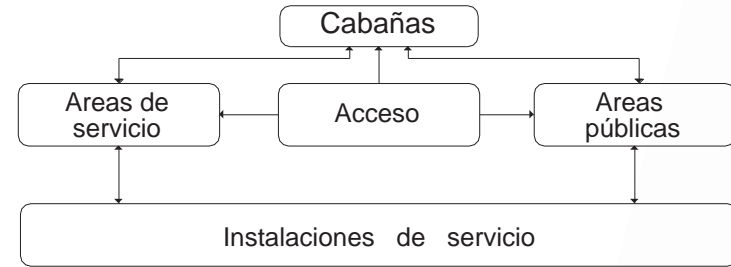 Cabañas
Areas de
servicio
Acceso
Areas
públicas
Instalaciones de servicio